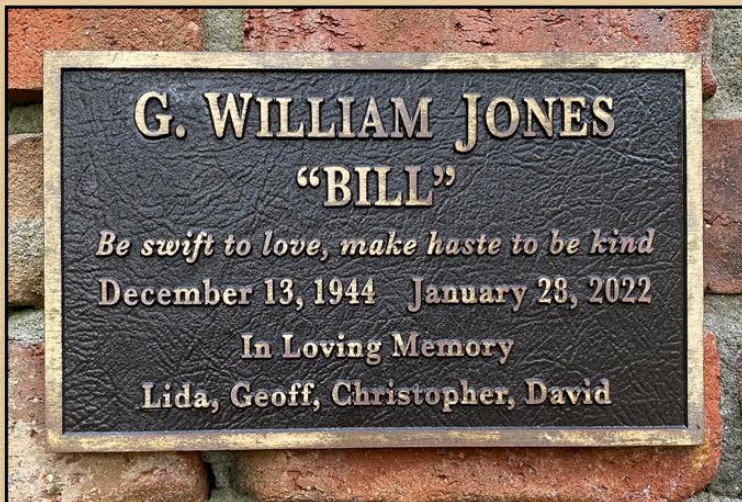 G. WILLIAM JONES
“BILL”
Be swift to love, make haste to be kind
December 13, 1944 January 28, 2022
In Loving Memory
Lida, Geoff, Christopher, David